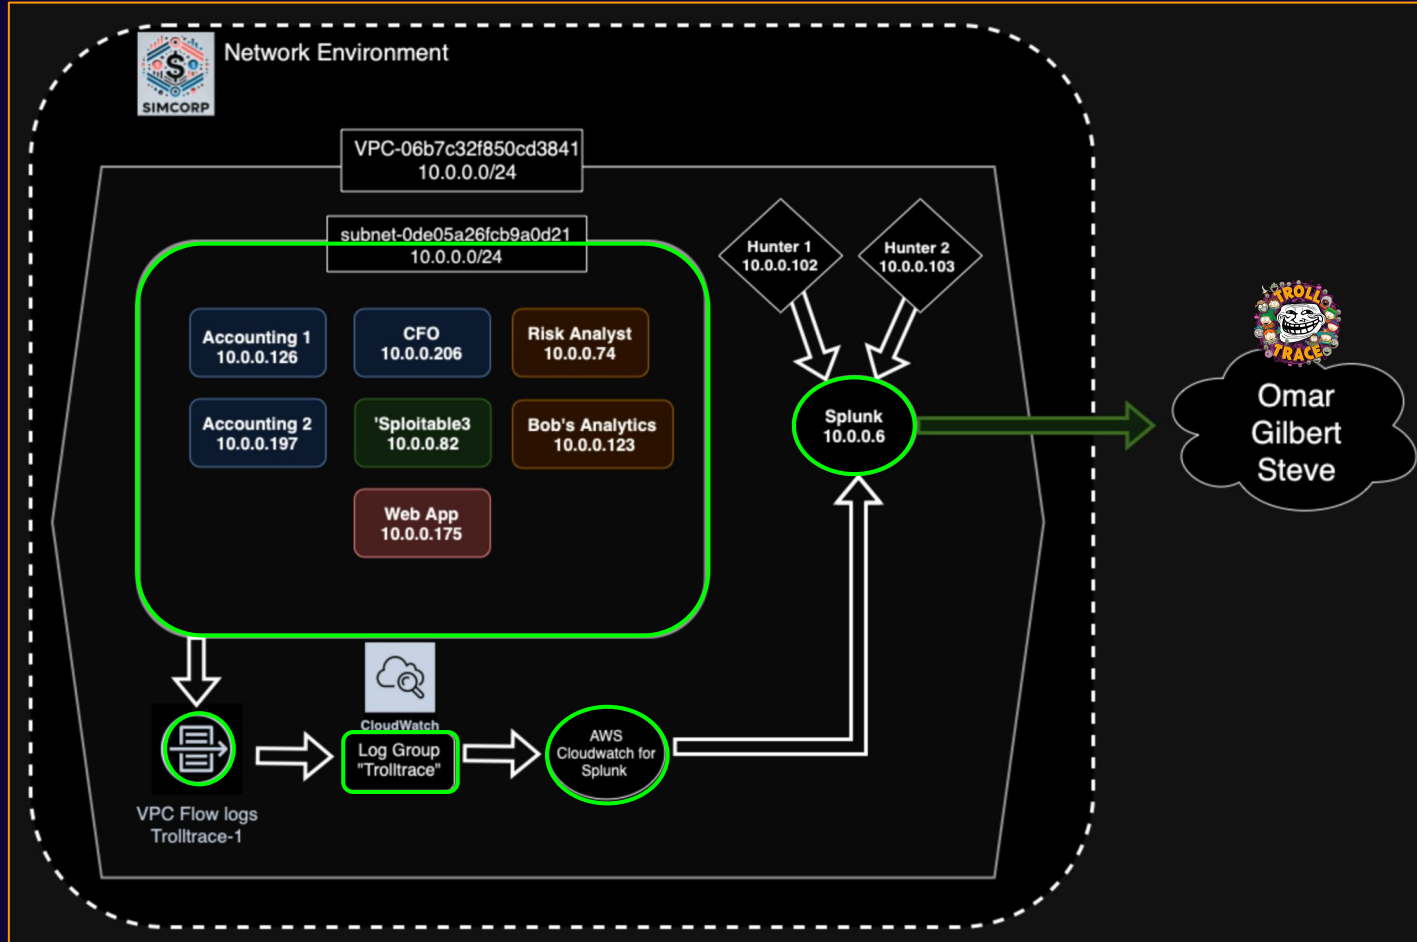 SIMCORP
Network Environment
VPC-06b7c32f850cd3841
10.0.0.0/24
subnet-0de05a26fcb9a0d21
10.0.0.0/24
Hunter 1
10.0.0.102
Hunter 2
10.0.0.103
Accounting 1
10.0.0.126
CFO
10.0.0.206
Risk Analyst
10.0.0.74
Accounting 2
10.0.0.197
'Sploitable3
10.0.0.82
Bob's Analytics
10.0.0.123
Web App
10.0.0.175
Splunk
10.0.0.6
TROLL
TRACE
Omar
Gilbert
Steve
VPC Flow logs
Trolltrace-1
CloudWatch
Log Group
"Trolltrace"
AWS
Cloudwatch for
Splunk